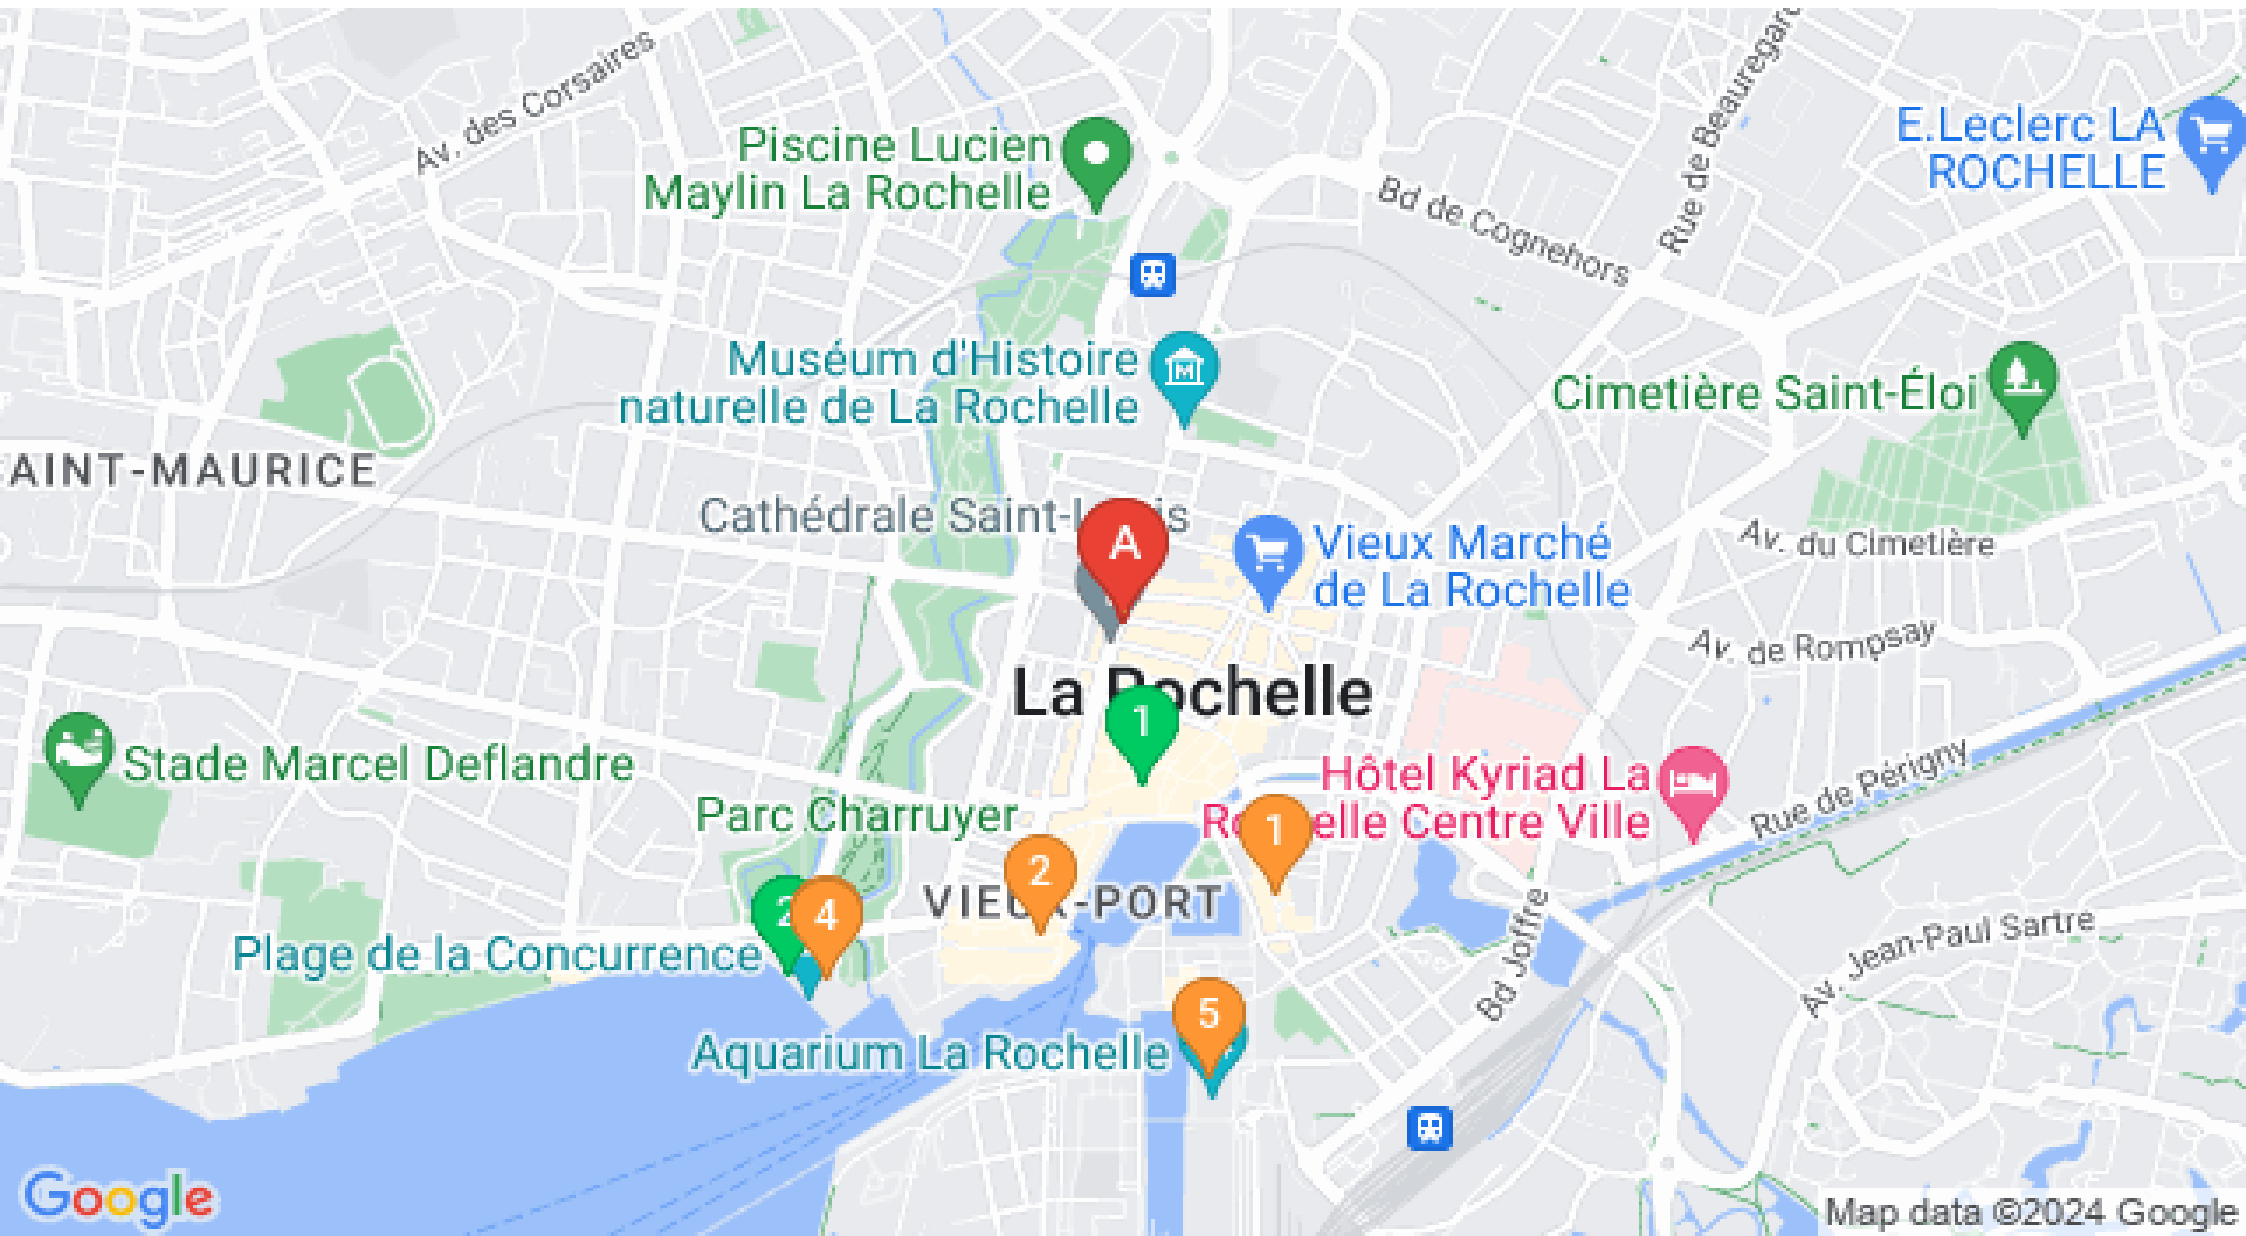 Av. des Corsaires
Piscine Lucien
Maylin La Rochelle
Bd de Cognehors
Rue de Beauregard
E.Leclerc LA
ROCHELLE
Muséum d'Histoire
naturelle de La Rochelle
M
Cimetière Saint-Éloi
AINT-MAURICE
Cathédrale
A
Vieux Marché
de La Rochelle
Av. du Cimetière
Av. de Rompsay
La Rochelle
1
Stade Marcel Deflandre
Parc Charruyer
Hôtel Kyriad La
Rochelle Centre Ville
1
Rue de Périgny
2
VIEUX-PORT
2
4
Plage de la Concurrence
Bd Joffre
Av. Jean-Paul Sartre
5
Aquarium La Rochelle
Google
Map data ©2024 Google